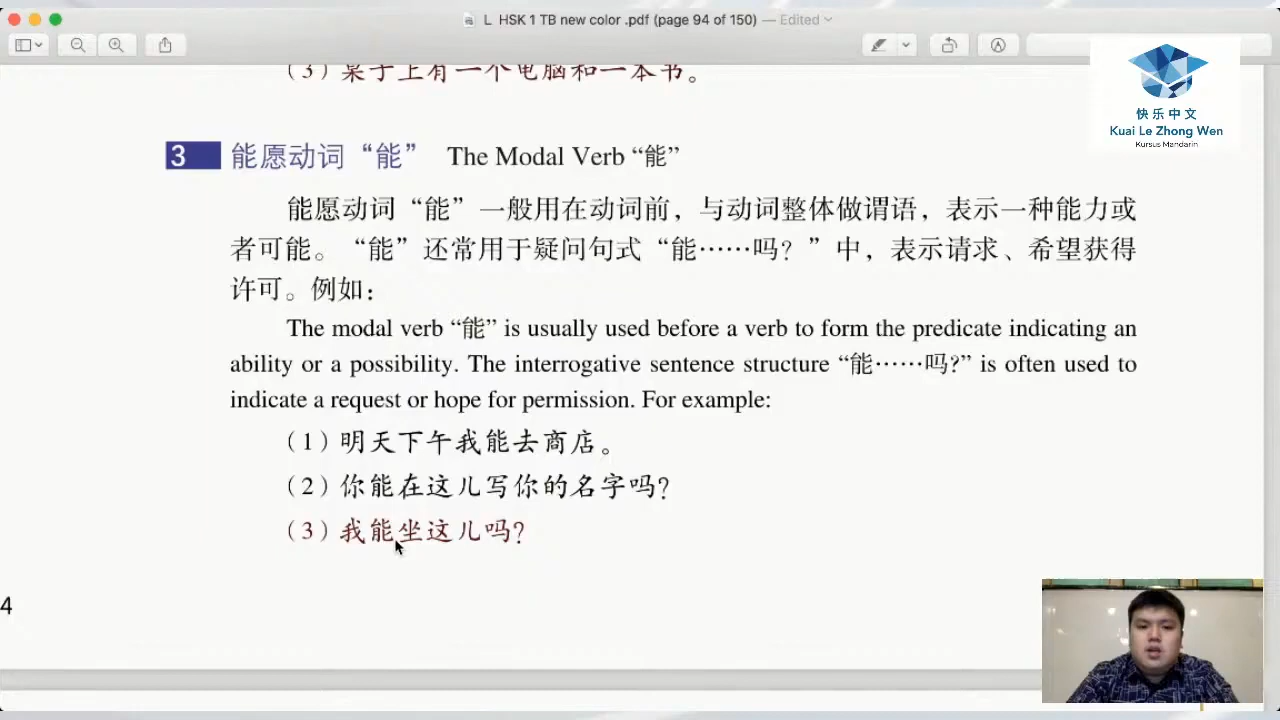 L HSK 1 TB new color .pdf (page 94 of 150) — Edited
快乐中文
Kuai Le Zhong Wen
Kursus Mandarin
（3）桌子上有一个电脑和一本书。
3 能愿动词“能” The Modal Verb “能”
能愿动词“能”一般用在动词前，与动词整体做谓语，表示一种能力或
者可能。“能”还常用于疑问句式“能……吗？”中，表示请求、希望获得
许可。例如：
The modal verb “能” is usually used before a verb to form the predicate indicating an
ability or a possibility. The interrogative sentence structure “能……吗?” is often used to
indicate a request or hope for permission. For example:
（1）明天下午我能去商店。
（2）你能在这儿写你的名字吗？
（3）我能坐这儿吗？
4